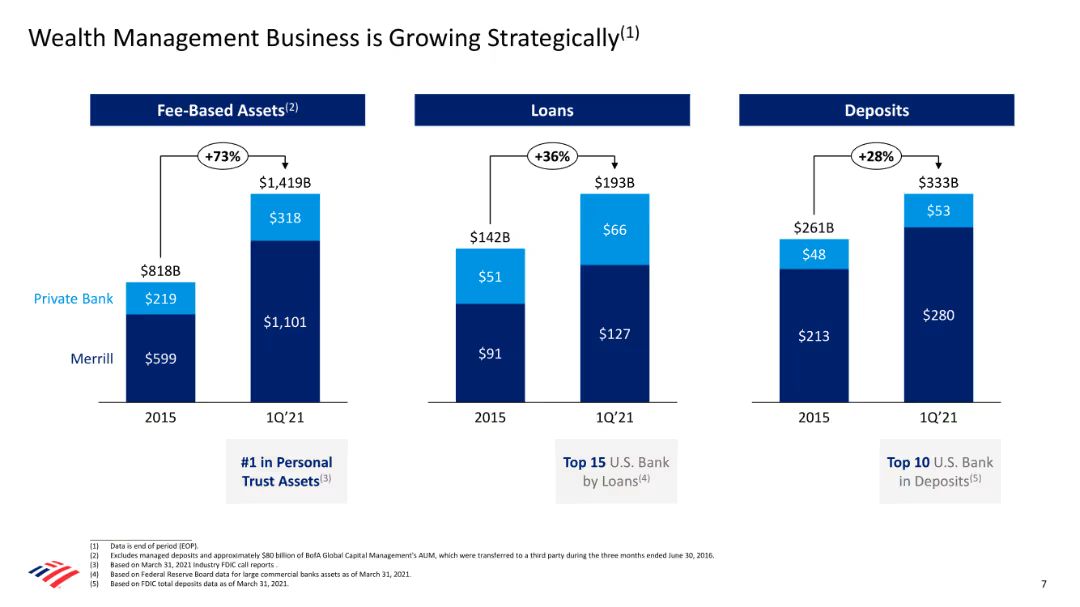 Wealth Management Business is Growing Strategically(1)
Fee-Based Assets(2)
+73%
$1,419B
$318
$818B
Private Bank
$219
$1,101
Merrill
$599
2015
1Q'21
#1 in Personal
Trust Assets(3)
Loans
+36%
$193B
$142B
$66
$51
$127
$91
2015
1Q'21
Top 15 U.S. Bank
by Loans(4)
Deposits
+28%
$333B
$261B
$53
$48
$280
$213
2015
1Q'21
Top 10 U.S. Bank
in Deposits(5)
(1) Data is end of period (EOP).
(2) Excludes managed deposits and approximately $80 billion of BofA Global Capital Management's AUM, which were transferred to a third party during the three months ended June 30, 2016.
(3) Based on March 31, 2021 Industry FDIC call reports .
(4) Based on Federal Reserve Board data for large commercial banks assets as of March 31, 2021.
(5) Based on FDIC total deposits data as of March 31, 2021.
7